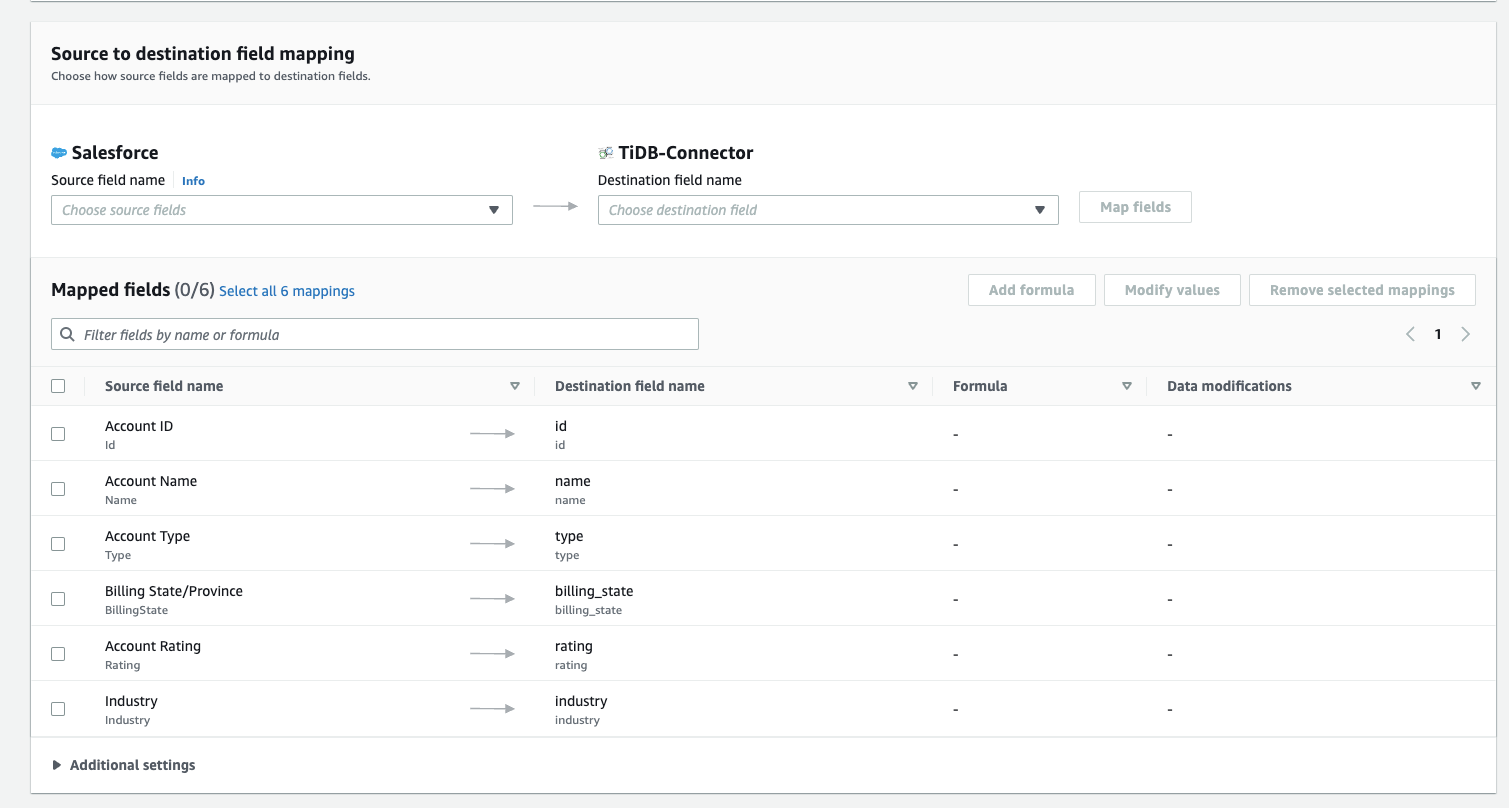 Source to destination field mapping
Choose how source fields are mapped to destination fields.
Salesforce
TiDB-Connector
Source field name Info
Destination field name
Choose source fields
Choose destination field
Map fields
Mapped fields (0/6) Select all 6 mappings
Add formula
Modify values
Remove selected mappings
Filter fields by name or formula
1
Source field name Destination field name Formula Data modifications
Account ID id - -
Id id
Account Name name - -
Name name
Account Type type - -
Type type
Billing State/Province billing_state - -
BillingState billing_state
Account Rating rating - -
Rating rating
Industry industry - -
Industry industry
Additional settings